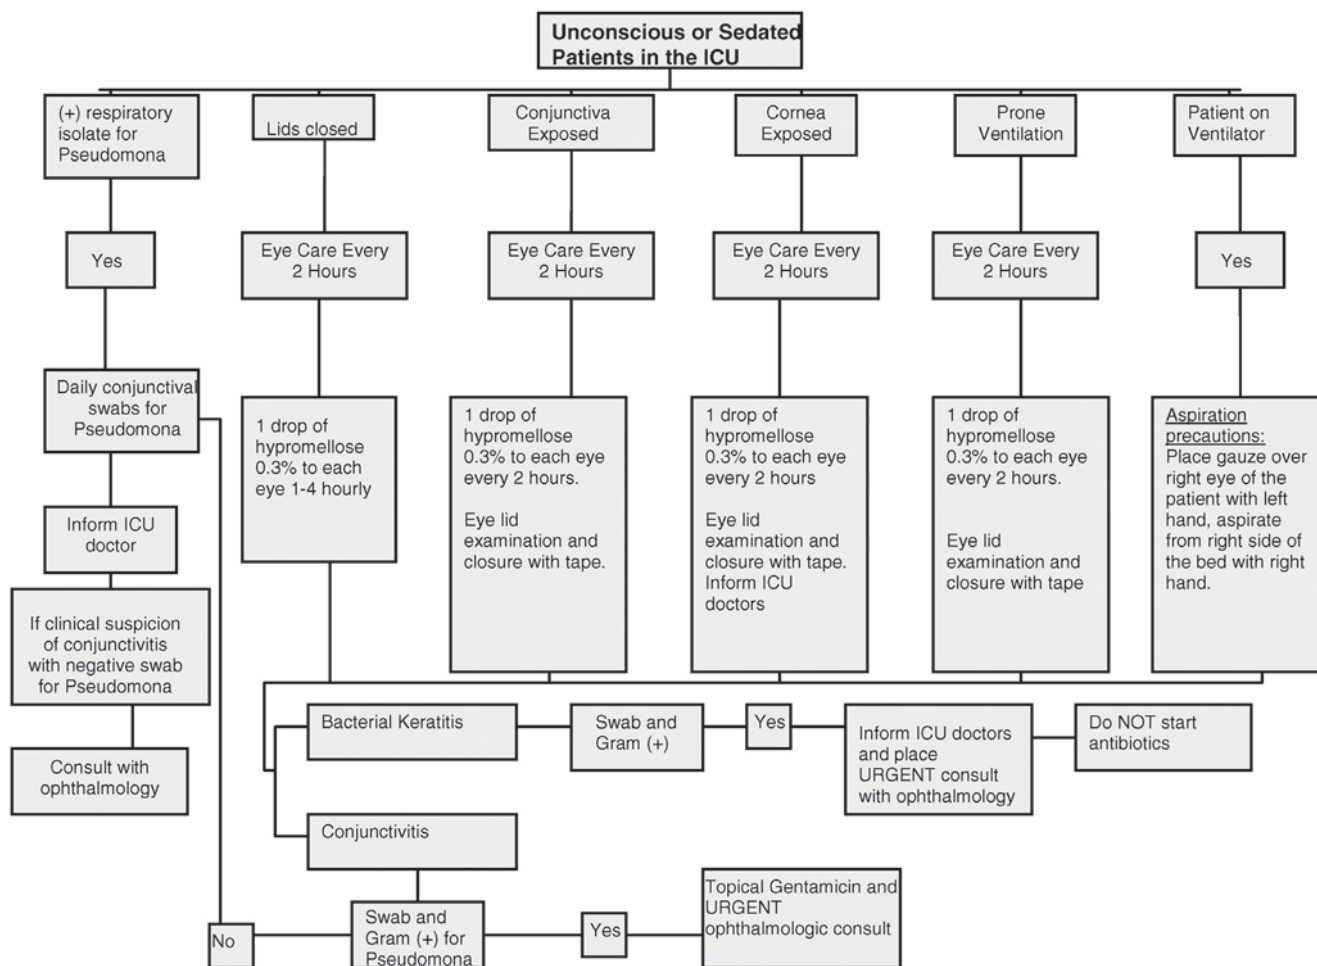 Unconscious or Sedated
Patients in the ICU
(+) respiratory
isolate for
Pseudomona
Lids closed
Conjunctiva
Exposed
Cornea
Exposed
Prone
Ventilation
Patient on
Ventilator
Yes
Eye Care Every
2 Hours
Eye Care Every
2 Hours
Eye Care Every
2 Hours
Eye Care Every
2 Hours
Yes
Daily conjunctival
swabs for
Pseudomona
1 drop of
hypromellose
0.3% to each
eye 1-4 hourly
1 drop of
hypromellose
0.3% to each eye
every 2 hours.
Eye lid
examination and
closure with tape.
1 drop of
hypromellose
0.3% to each eye
every 2 hours
Eye lid
examination and
closure with tape.
Inform ICU
doctors
1 drop of
hypromellose
0.3% to each eye
every 2 hours.
Eye lid
examination and
closure with tape
Aspiration
precautions:
Place gauze over
right eye of the
patient with left
hand, aspirate
from right side of
the bed with right
hand.
Inform ICU
doctor
If clinical suspicion
of conjunctivitis
with negative swab
for Pseudomona
Consult with
ophthalmology
Bacterial Keratitis
Swab and
Gram (+)
Yes
Inform ICU doctors
and place
URGENT consult
with ophthalmology
Do NOT start
antibiotics
Conjunctivitis
Swab and
Gram (+) for
Pseudomona
No
Yes
Topical Gentamicin and
URGENT
ophthalmologic consult